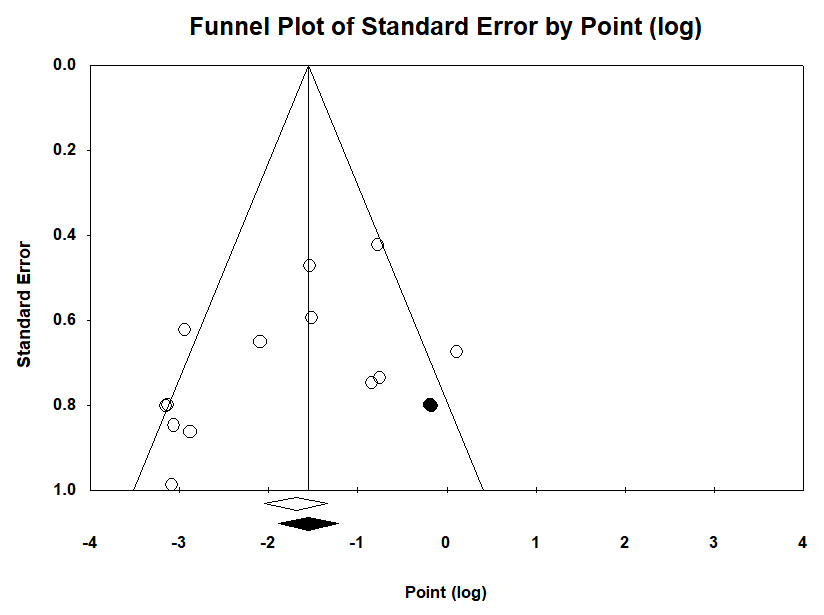 Funnel Plot of Standard Error by Point (log)
0.0
0.2
0.4
0.6
0.8
1.0
Standard Error
-4 -3 -2 -1 0 1 2 3 4
Point (log)